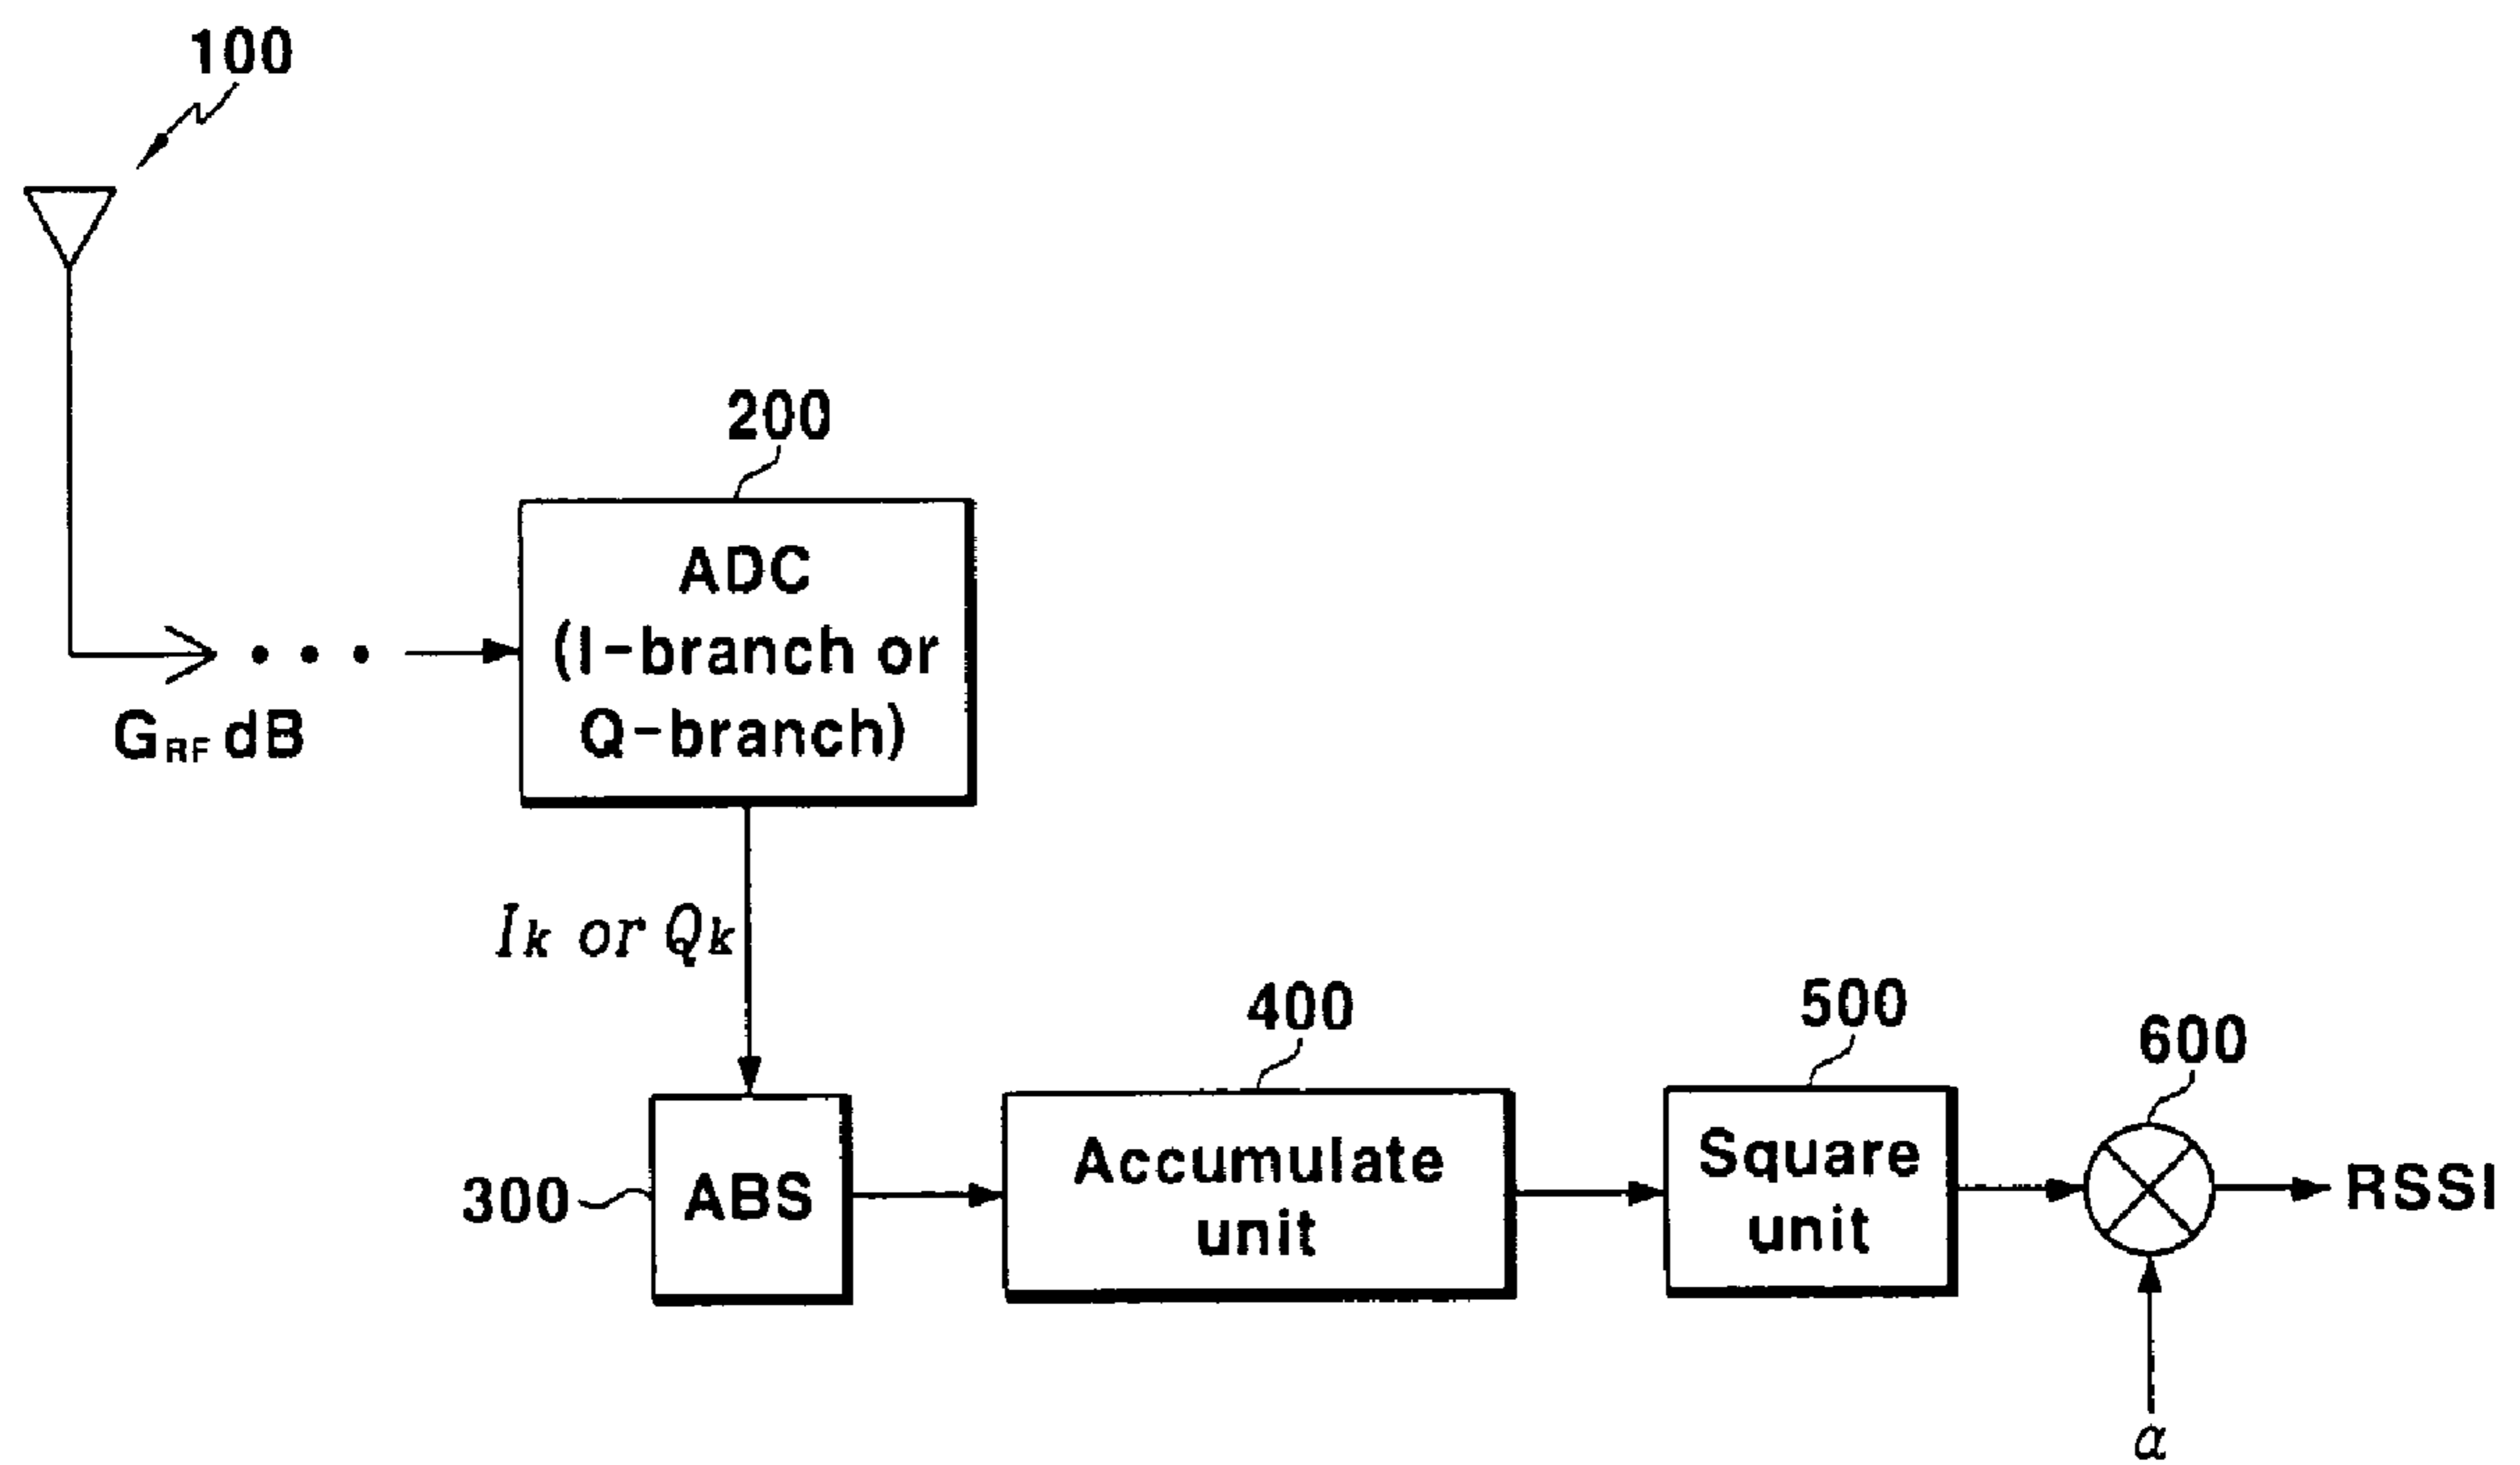 100
200
ADC
(I-branch or
Q-branch)
GRF dB
Ik or Qk
300
ABS
400
Accumulate
unit
500
Square
unit
600
RSSI
α